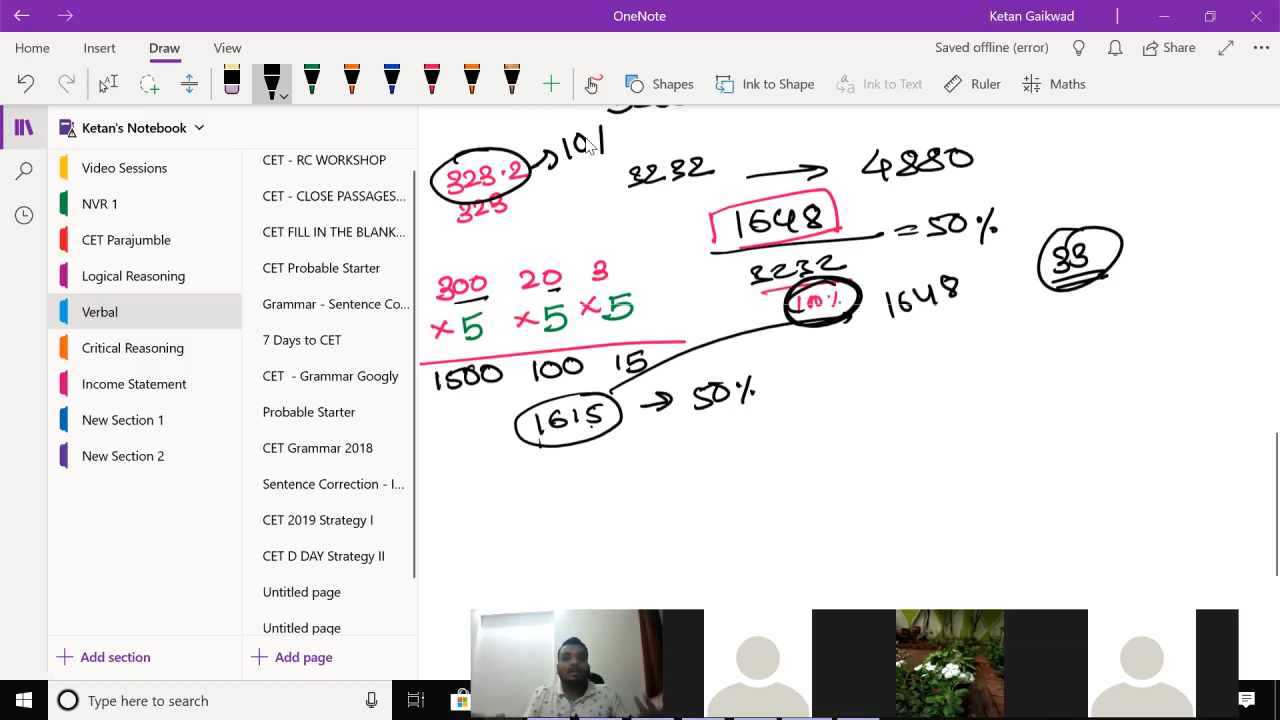 OneNote
Ketan Gaikwad
Home Insert Draw View
Saved offline (error)
Share
Shapes
Ink to Shape
Ink to Text
Ruler
Maths
Ketan's Notebook
Video Sessions
NVR 1
CET Parajumble
Logical Reasoning
Verbal
Critical Reasoning
Income Statement
New Section 1
New Section 2
Add section
CET - RC WORKSHOP
CET - CLOSE PASSAGES...
CET FILL IN THE BLANK...
CET Probable Starter
Grammar - Sentence Co...
7 Days to CET
CET - Grammar Googly
Probable Starter
CET Grammar 2018
Sentence Correction - I...
CET 2019 Strategy I
CET D DAY Strategy II
Untitled page
Untitled page
Add page
323.2
323
3232 → 4880
1648
3232
= 50%
100%
1648
33
300 20 3
×5 ×5 ×5
1500 100 15
1615 → 50%
Type here to search